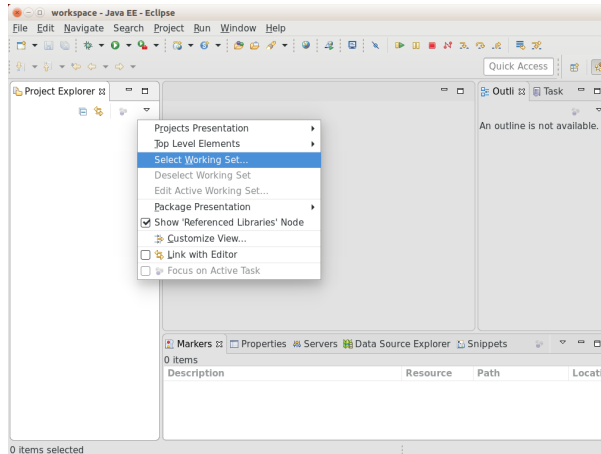 workspace - Java EE - Eclipse
File Edit Navigate Search Project Run Window Help
Quick Access
Project Explorer
Outli
Task
An outline is not available.
Projects Presentation
Top Level Elements
Select Working Set...
Deselect Working Set
Edit Active Working Set...
Package Presentation
Show 'Referenced Libraries' Node
Customize View...
Link with Editor
Focus on Active Task
Markers Properties Servers Data Source Explorer Snippets
0 items
Description Resource Path Locati
0 items selected